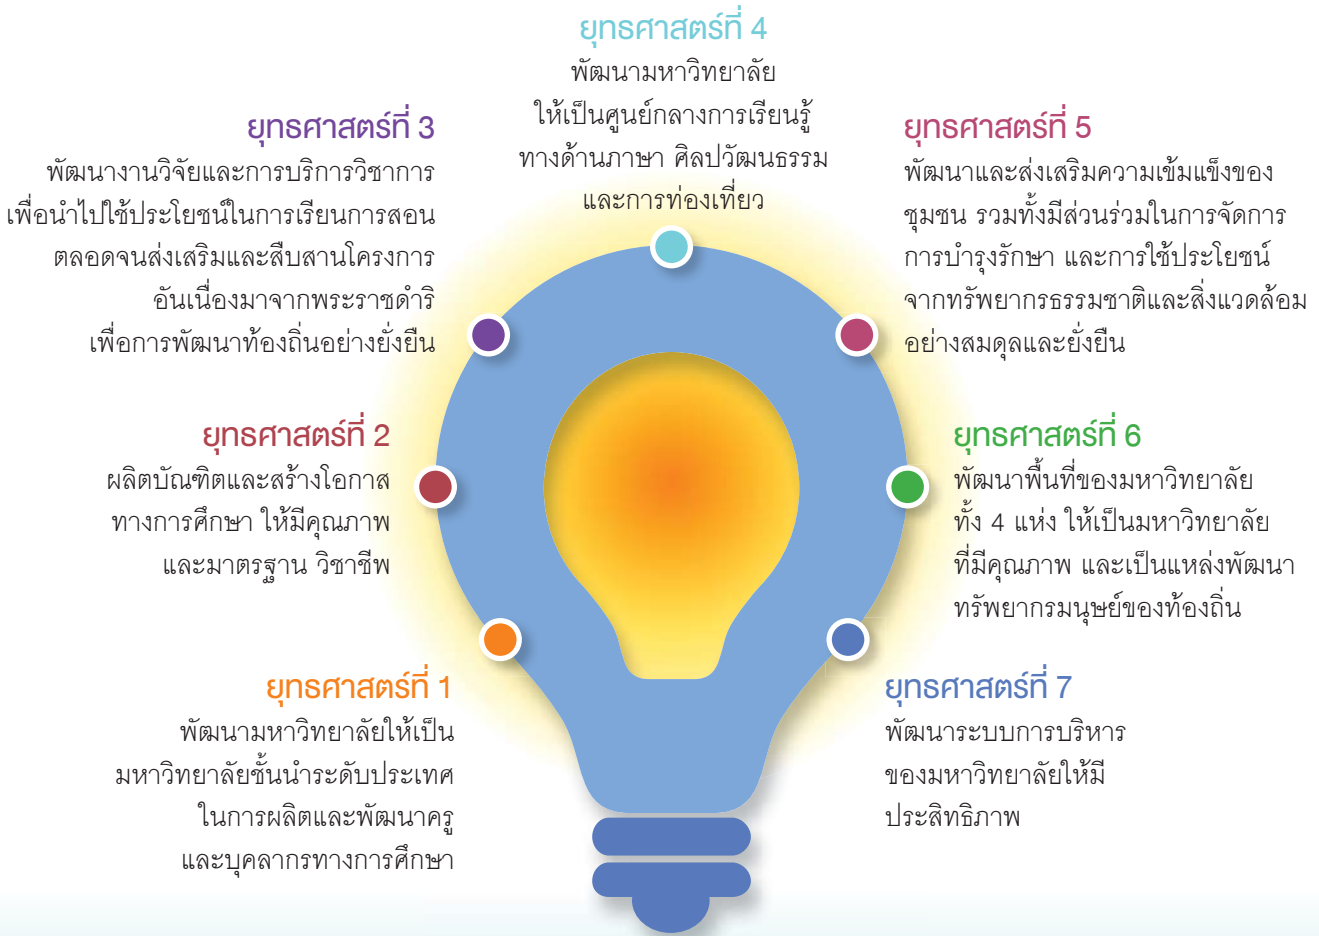 ยุทธศาสตร์ที่ 4
พัฒนามหาวิทยาลัย
ให้เป็นศูนย์กลางการเรียนรู้
ทางด้านภาษา ศิลปวัฒนธรรม
และการท่องเที่ยว
ยุทธศาสตร์ที่ 3
พัฒนางานวิจัยและการบริการวิชาการ
เพื่อนำไปใช้ประโยชน์ในการเรียนการสอน
ตลอดจนส่งเสริมและสืบสานโครงการ
อันเนื่องมาจากพระราชดำริ
เพื่อการพัฒนาท้องถิ่นอย่างยั่งยืน
ยุทธศาสตร์ที่ 5
พัฒนาและส่งเสริมความเข้มแข็งของ
ชุมชน รวมทั้งมีส่วนร่วมในการจัดการ
การบำรุงรักษา และการใช้ประโยชน์
จากทรัพยากรธรรมชาติและสิ่งแวดล้อม
อย่างสมดุลและยั่งยืน
ยุทธศาสตร์ที่ 2
ผลิตบัณฑิตและสร้างโอกาส
ทางการศึกษา ให้มีคุณภาพ
และมาตรฐาน วิชาชีพ
ยุทธศาสตร์ที่ 6
พัฒนาพื้นที่ของมหาวิทยาลัย
ทั้ง 4 แห่ง ให้เป็นมหาวิทยาลัย
ที่มีคุณภาพ และเป็นแหล่งพัฒนา
ทรัพยากรมนุษย์ของท้องถิ่น
ยุทธศาสตร์ที่ 1
พัฒนามหาวิทยาลัยให้เป็น
มหาวิทยาลัยชั้นนำระดับประเทศ
ในการผลิตและพัฒนาครู
และบุคลากรทางการศึกษา
ยุทธศาสตร์ที่ 7
พัฒนาระบบการบริหาร
ของมหาวิทยาลัยให้มี
ประสิทธิภาพ